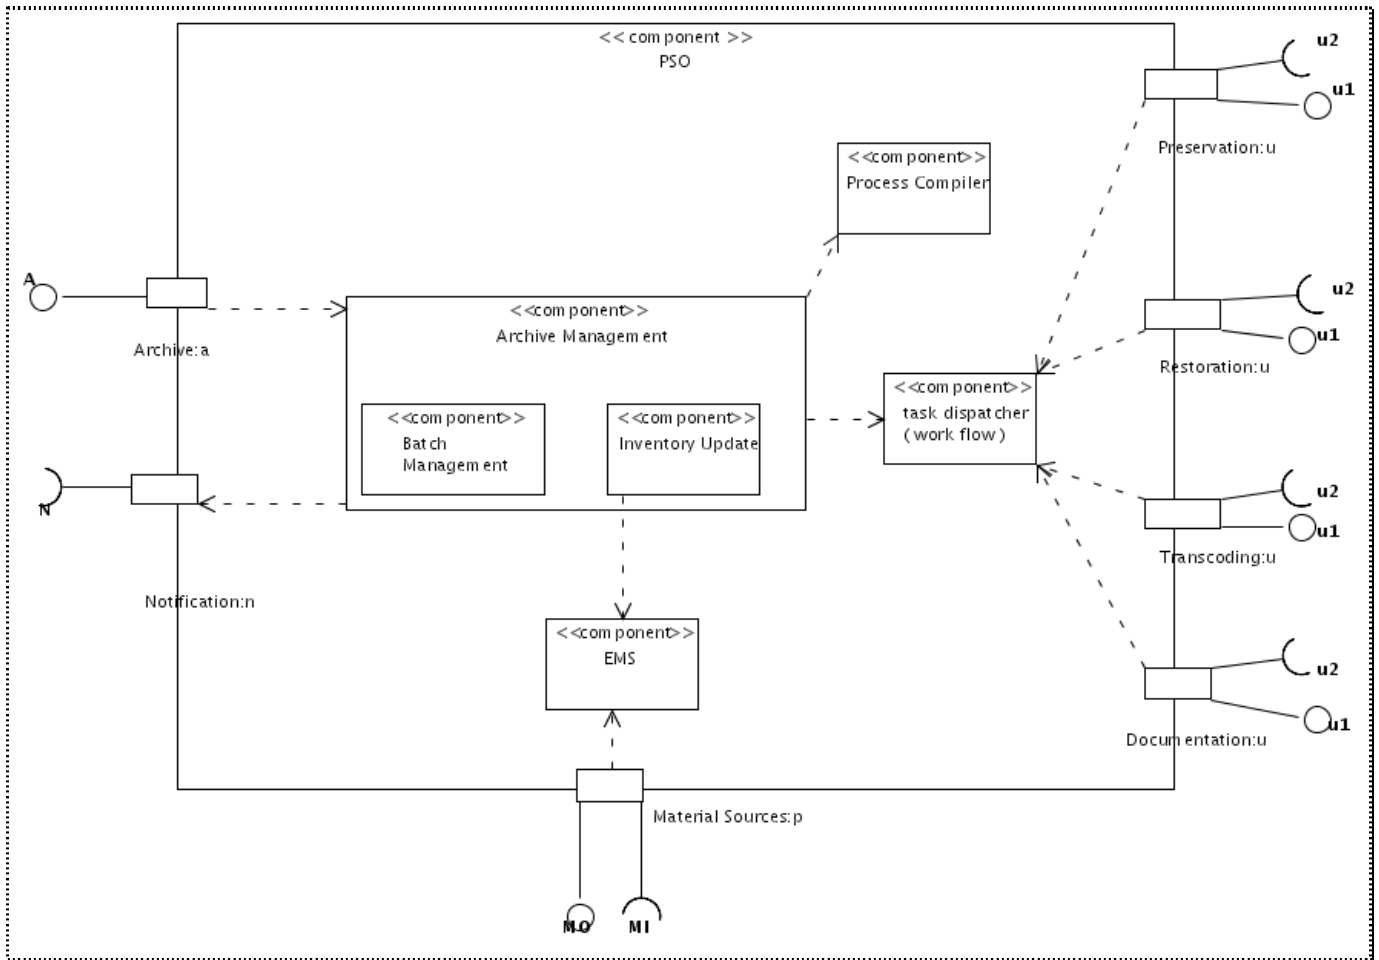 << component >>
PSO
u2
u1
Preservation:u
<<component>>
Process Compiler
A
Archive:a
<<component>>
Archive Management
u2
u1
Restoration:u
<<component>>
task dispatcher
(work flow)
<<component>>
Batch
Management
<<component>>
Inventory Update
N
Notification:n
u2
u1
Transcoding:u
<<component>>
EMS
u2
u1
Documentation:u
Material Sources:p
MO
MI